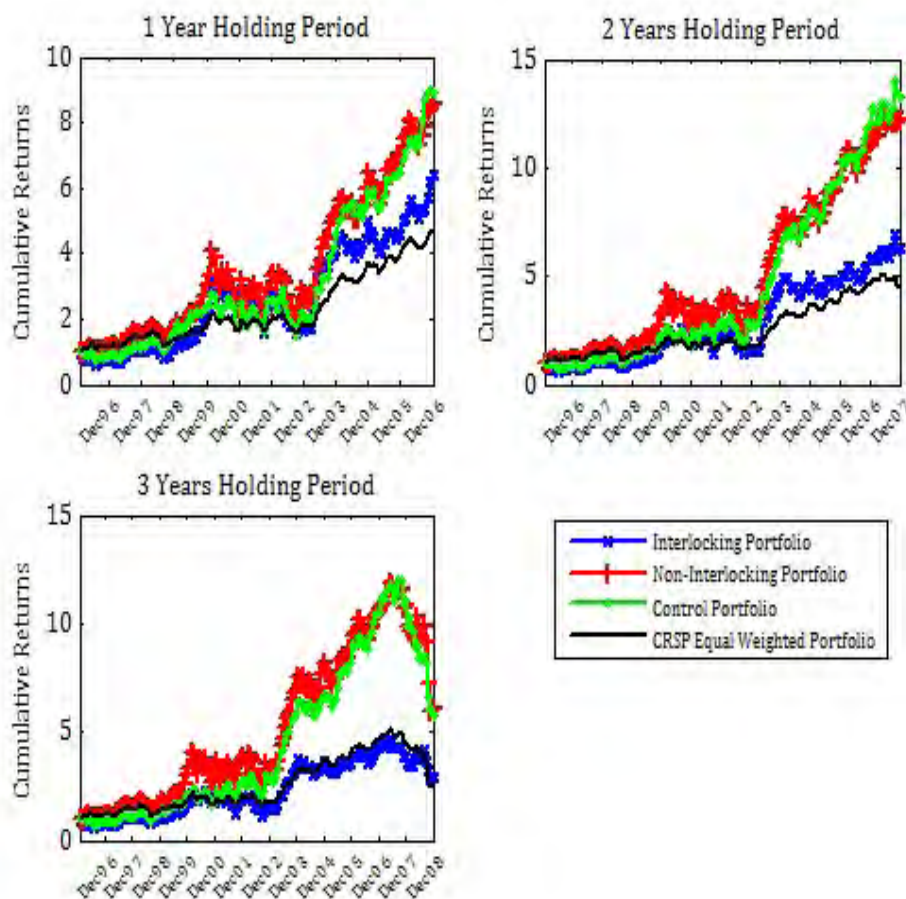 1 Year Holding Period
10
8
6
4
2
0
Cumulative Returns
Dec96
Dec97
Dec98
Dec99
Dec00
Dec01
Dec02
Dec03
Dec04
Dec05
Dec06
2 Years Holding Period
15
10
5
0
Cumulative Returns
Dec96
Dec97
Dec98
Dec99
Dec00
Dec01
Dec02
Dec03
Dec04
Dec05
Dec06
Dec07
3 Years Holding Period
15
10
5
0
Cumulative Returns
Dec96
Dec97
Dec98
Dec99
Dec00
Dec01
Dec02
Dec03
Dec04
Dec05
Dec06
Dec07
Dec08
Interlocking Portfolio
Non-Interlocking Portfolio
Control Portfolio
CRSP Equal Weighted Portfolio